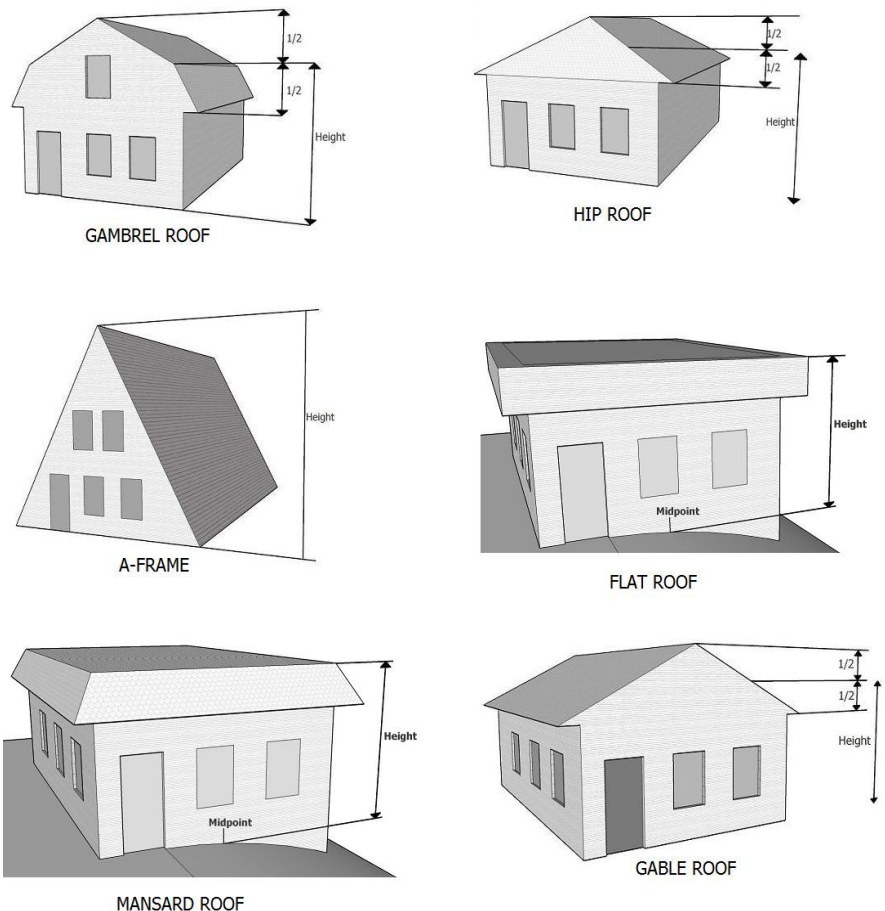 1/2
1/2
Height
GAMBREL ROOF
1/2
1/2
Height
HIP ROOF
Height
A-FRAME
Height
Midpoint
FLAT ROOF
Height
Midpoint
MANSARD ROOF
1/2
1/2
Height
GABLE ROOF